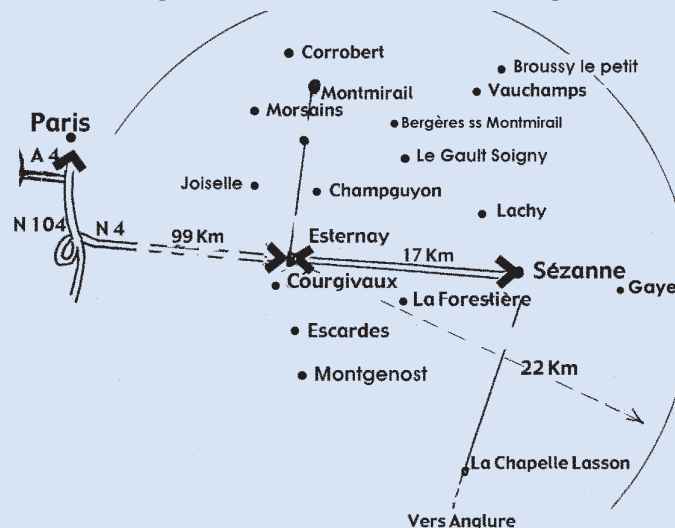 Corrobert
Broussy le petit
Montmirail
Vauchamps
Morsains
Paris
Bergères ss Montmirail
A 4
Le Gault Soigny
Joiselle
Champguyon
Lachy
N 104
N 4
99 Km
Esternay
17 Km
Sézanne
Courgivaux
La Forestière
Gaye
Escardes
22 Km
Montgenost
La Chapelle Lasson
Vers Anglure